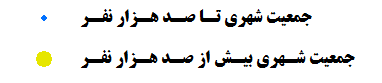 جمعیت شهری تا صد هزار نفر
جمعیت شهری بیش از صد هزار نفر